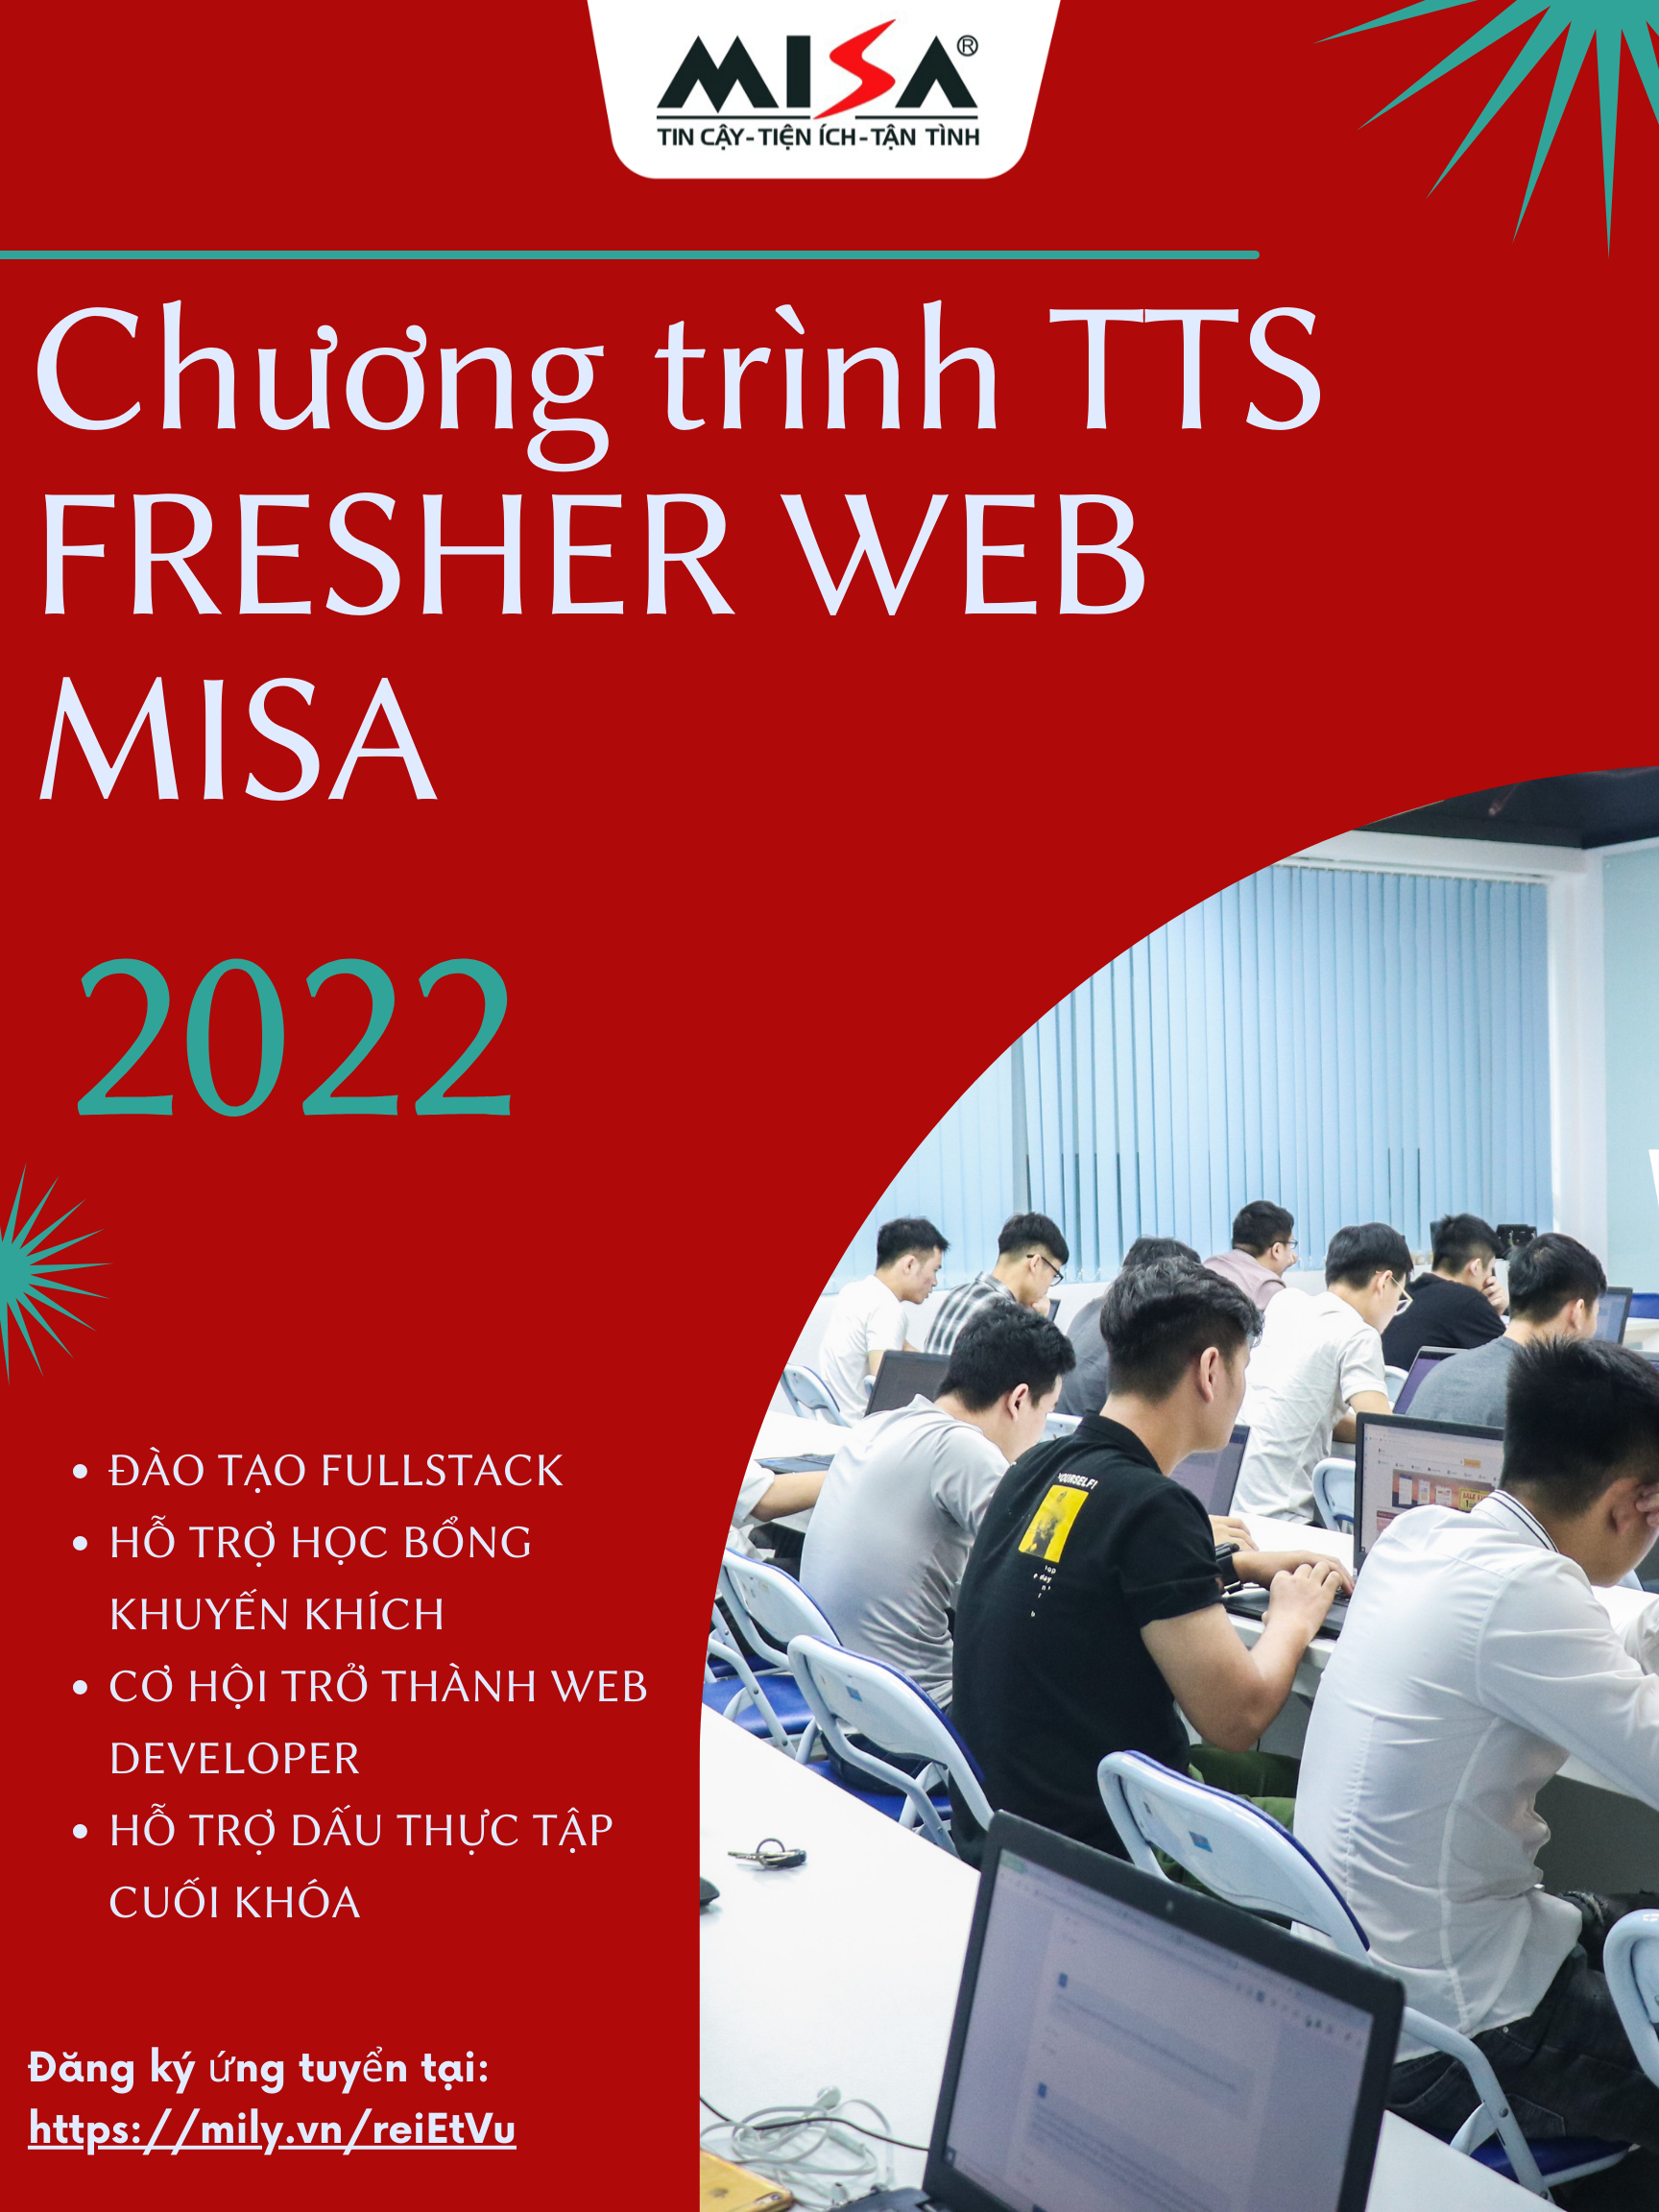 MISA®
TIN CẬY-TIỆN ÍCH-TẬN TÌNH
Chương trình TTS
FRESHER WEB
MISA
2022
• ĐÀO TẠO FULLSTACK
• HỖ TRỢ HỌC BỔNG
KHUYẾN KHÍCH
• CƠ HỘI TRỞ THÀNH WEB
DEVELOPER
• HỖ TRỢ DẤU THỰC TẬP
CUỐI KHÓA
Đăng ký ứng tuyển tại:
https://mily.vn/reiEtVu
YOURSELF!